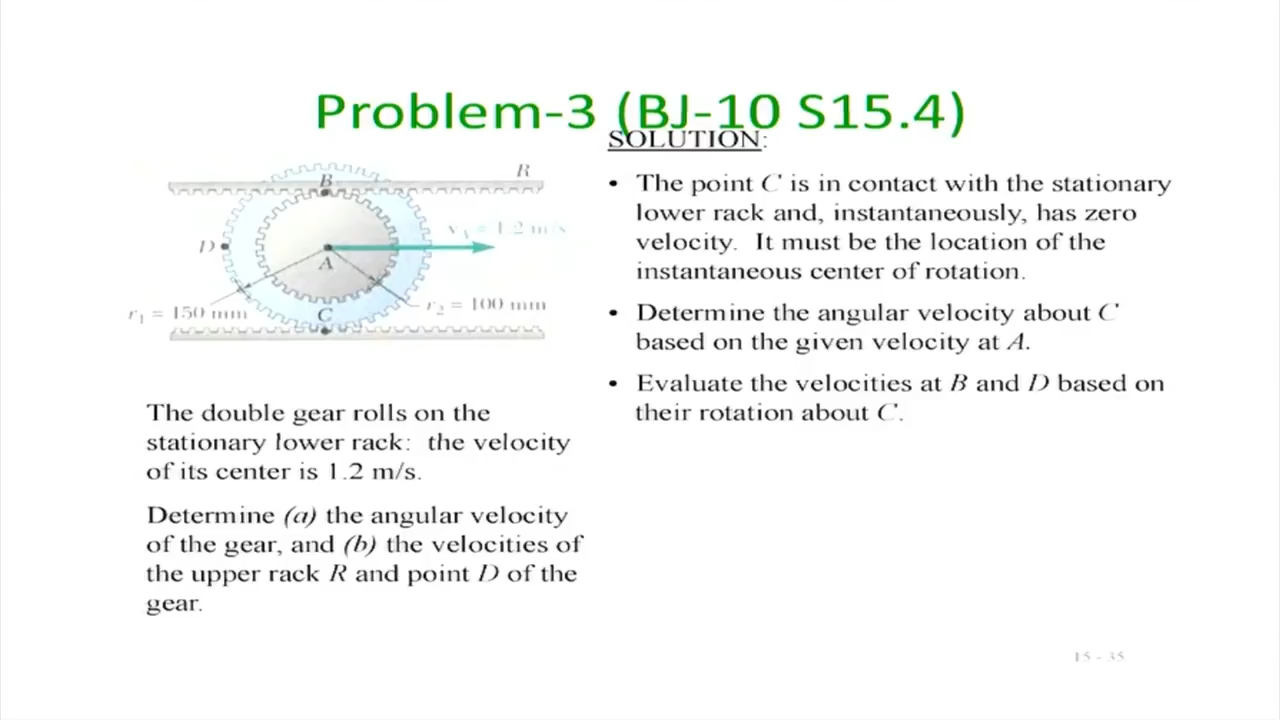 Problem-3 (BJ-10 S15.4)
B
R
D
v_A = 1.2 m/s
A
r₁ = 150 mm
r₂ = 100 mm
C
The double gear rolls on the
stationary lower rack: the velocity
of its center is 1.2 m/s.
Determine (a) the angular velocity
of the gear, and (b) the velocities of
the upper rack R and point D of the
gear.
SOLUTION:
• The point C is in contact with the stationary
lower rack and, instantaneously, has zero
velocity. It must be the location of the
instantaneous center of rotation.
• Determine the angular velocity about C
based on the given velocity at A.
• Evaluate the velocities at B and D based on
their rotation about C.
15 - 35